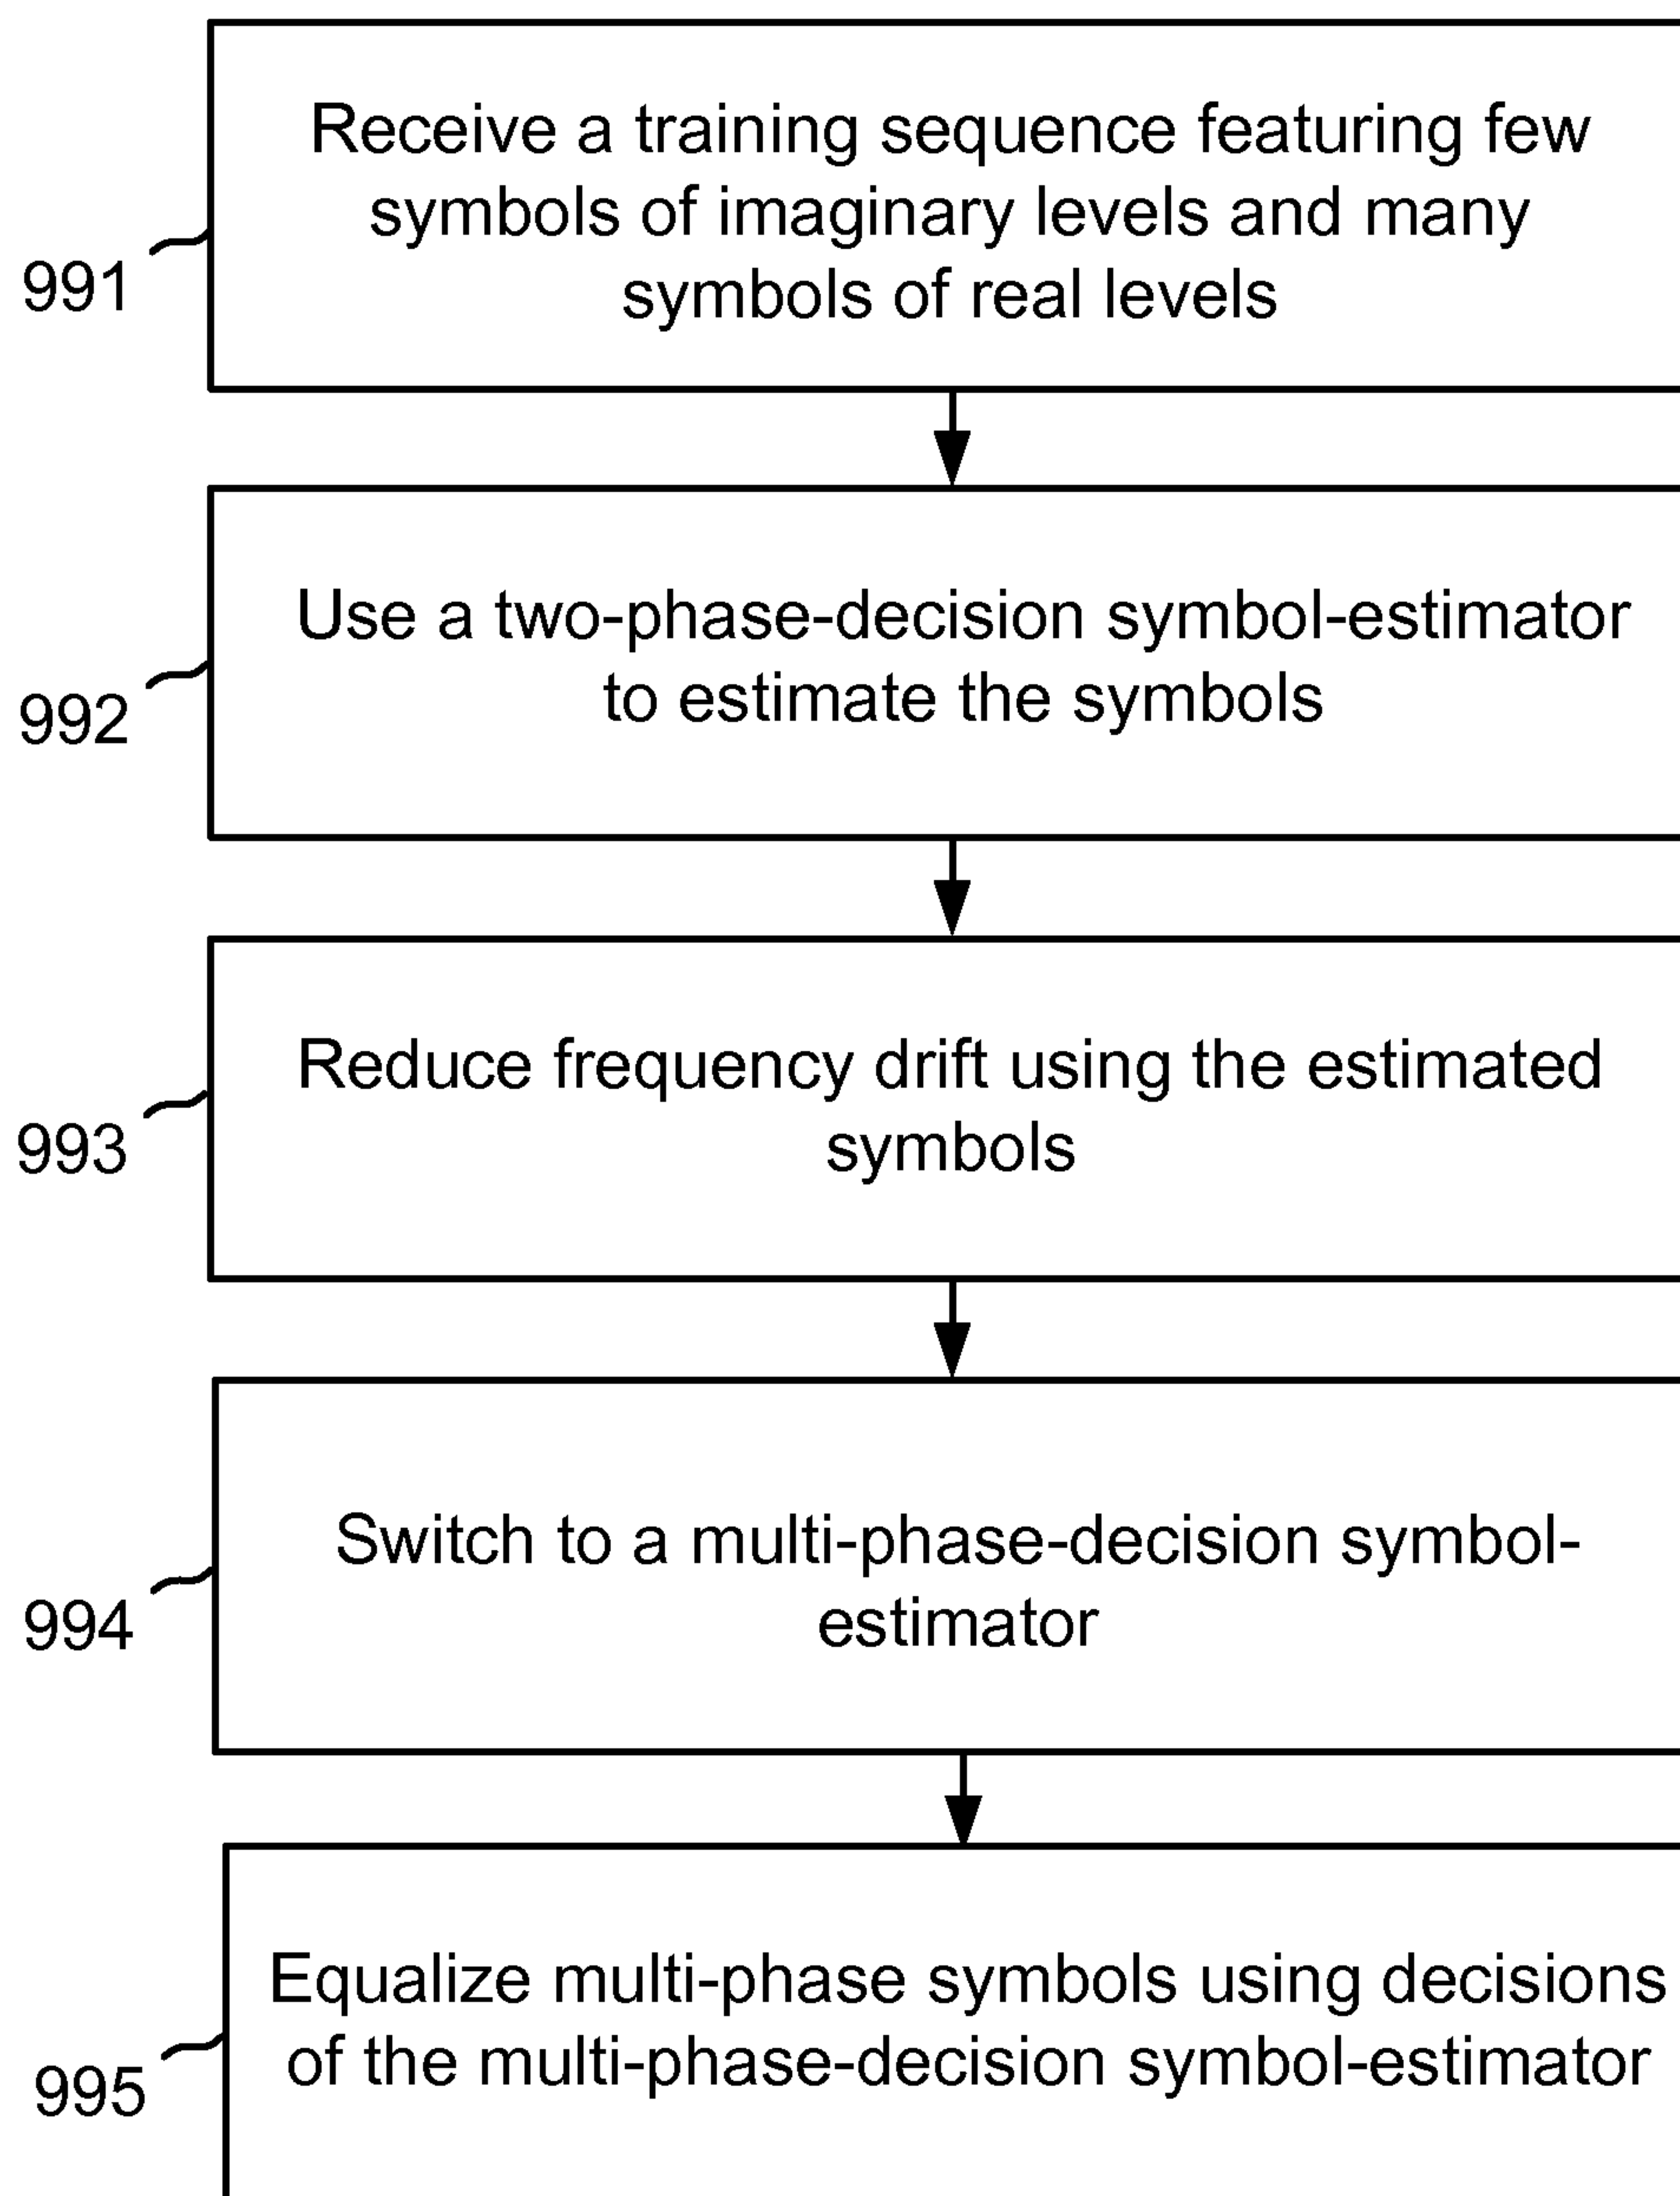 Receive a training sequence featuring few
symbols of imaginary levels and many
symbols of real levels
991
Use a two-phase-decision symbol-estimator
to estimate the symbols
992
Reduce frequency drift using the estimated
symbols
993
Switch to a multi-phase-decision symbol-
estimator
994
Equalize multi-phase symbols using decisions
of the multi-phase-decision symbol-estimator
995